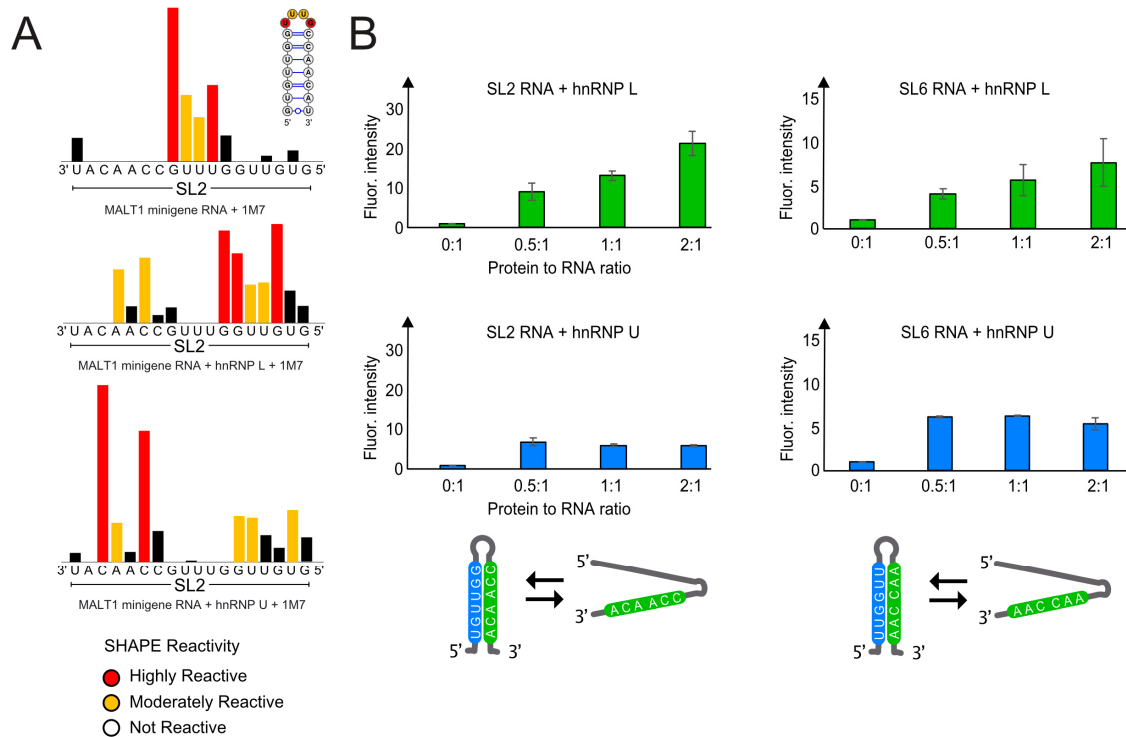 A
U U
U G
G C
G C
U A
U A
G C
U A
G U
5' 3'
3' U A C A A C C G U U U G G U U G U G 5'
SL2
MALT1 minigene RNA + 1M7
3' U A C A A C C G U U U G G U U G U G 5'
SL2
MALT1 minigene RNA + hnRNP L + 1M7
3' U A C A A C C G U U U G G U U G U G 5'
SL2
MALT1 minigene RNA + hnRNP U + 1M7
SHAPE Reactivity
Highly Reactive
Moderately Reactive
Not Reactive
B
SL2 RNA + hnRNP L
Fluor. intensity
30
20
10
0
0:1 0.5:1 1:1 2:1
Protein to RNA ratio
SL6 RNA + hnRNP L
Fluor. intensity
15
10
5
0
0:1 0.5:1 1:1 2:1
SL2 RNA + hnRNP U
Fluor. intensity
30
20
10
0
0:1 0.5:1 1:1 2:1
Protein to RNA ratio
SL6 RNA + hnRNP U
Fluor. intensity
15
10
5
0
0:1 0.5:1 1:1 2:1
UGUUGG
ACA ACC
5’ 3’
5’
3’
ACA ACC
UUGGUU
AAC CAA
5’ 3’
5’
3’
AAC CAA